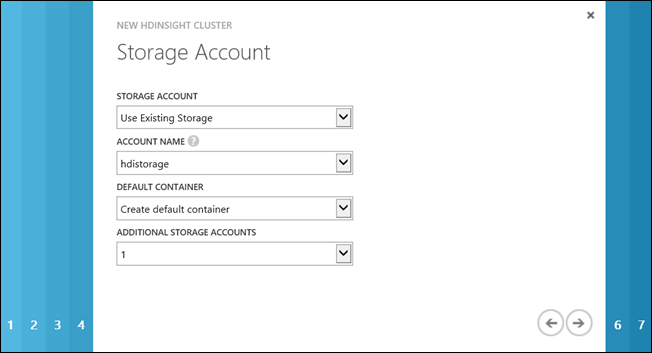 NEW HDINSIGHT CLUSTER
Storage Account
STORAGE ACCOUNT
Use Existing Storage
ACCOUNT NAME ?
hdistorage
DEFAULT CONTAINER
Create default container
ADDITIONAL STORAGE ACCOUNTS
1
1 2 3 4 6 7